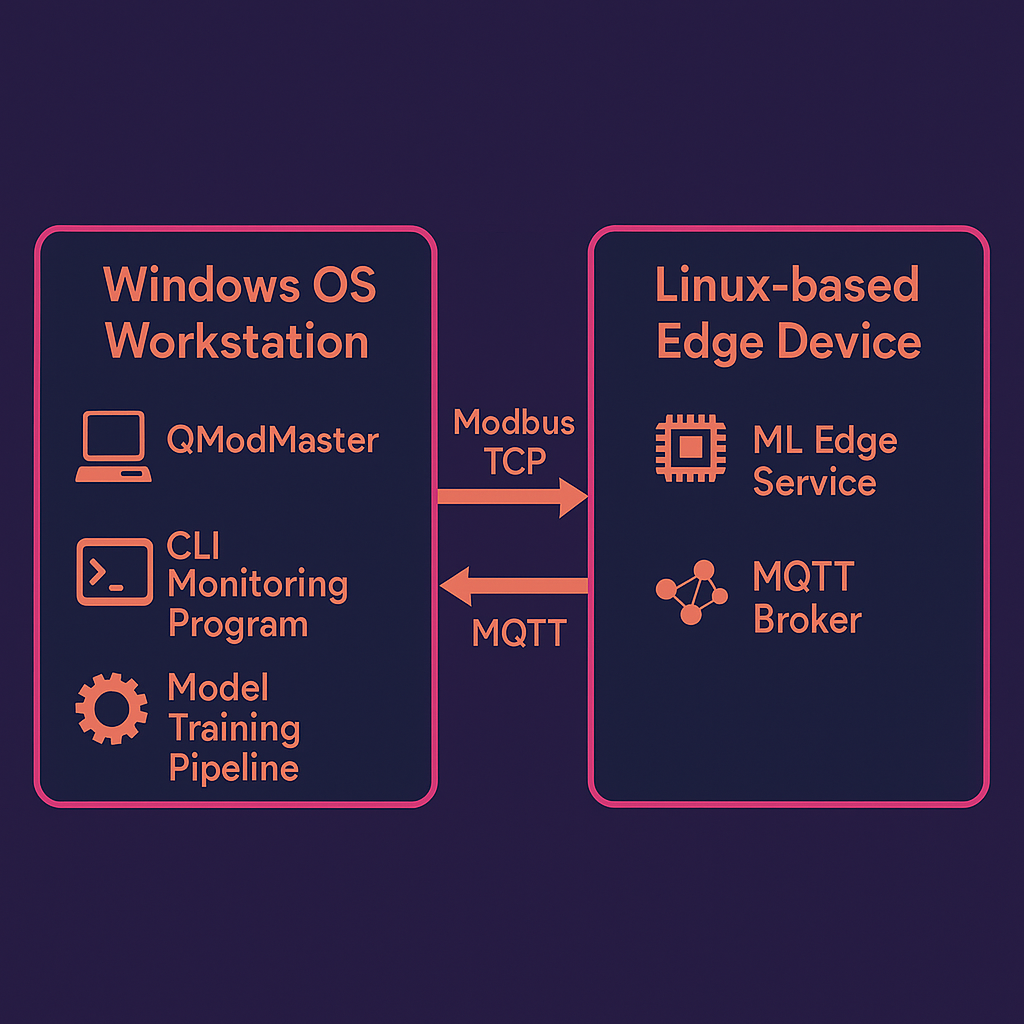 Windows OS
Workstation
QModMaster
CLI
Monitoring
Program
Model
Training
Pipeline
Modbus
TCP
MQTT
Linux-based
Edge Device
ML Edge
Service
MQTT
Broker